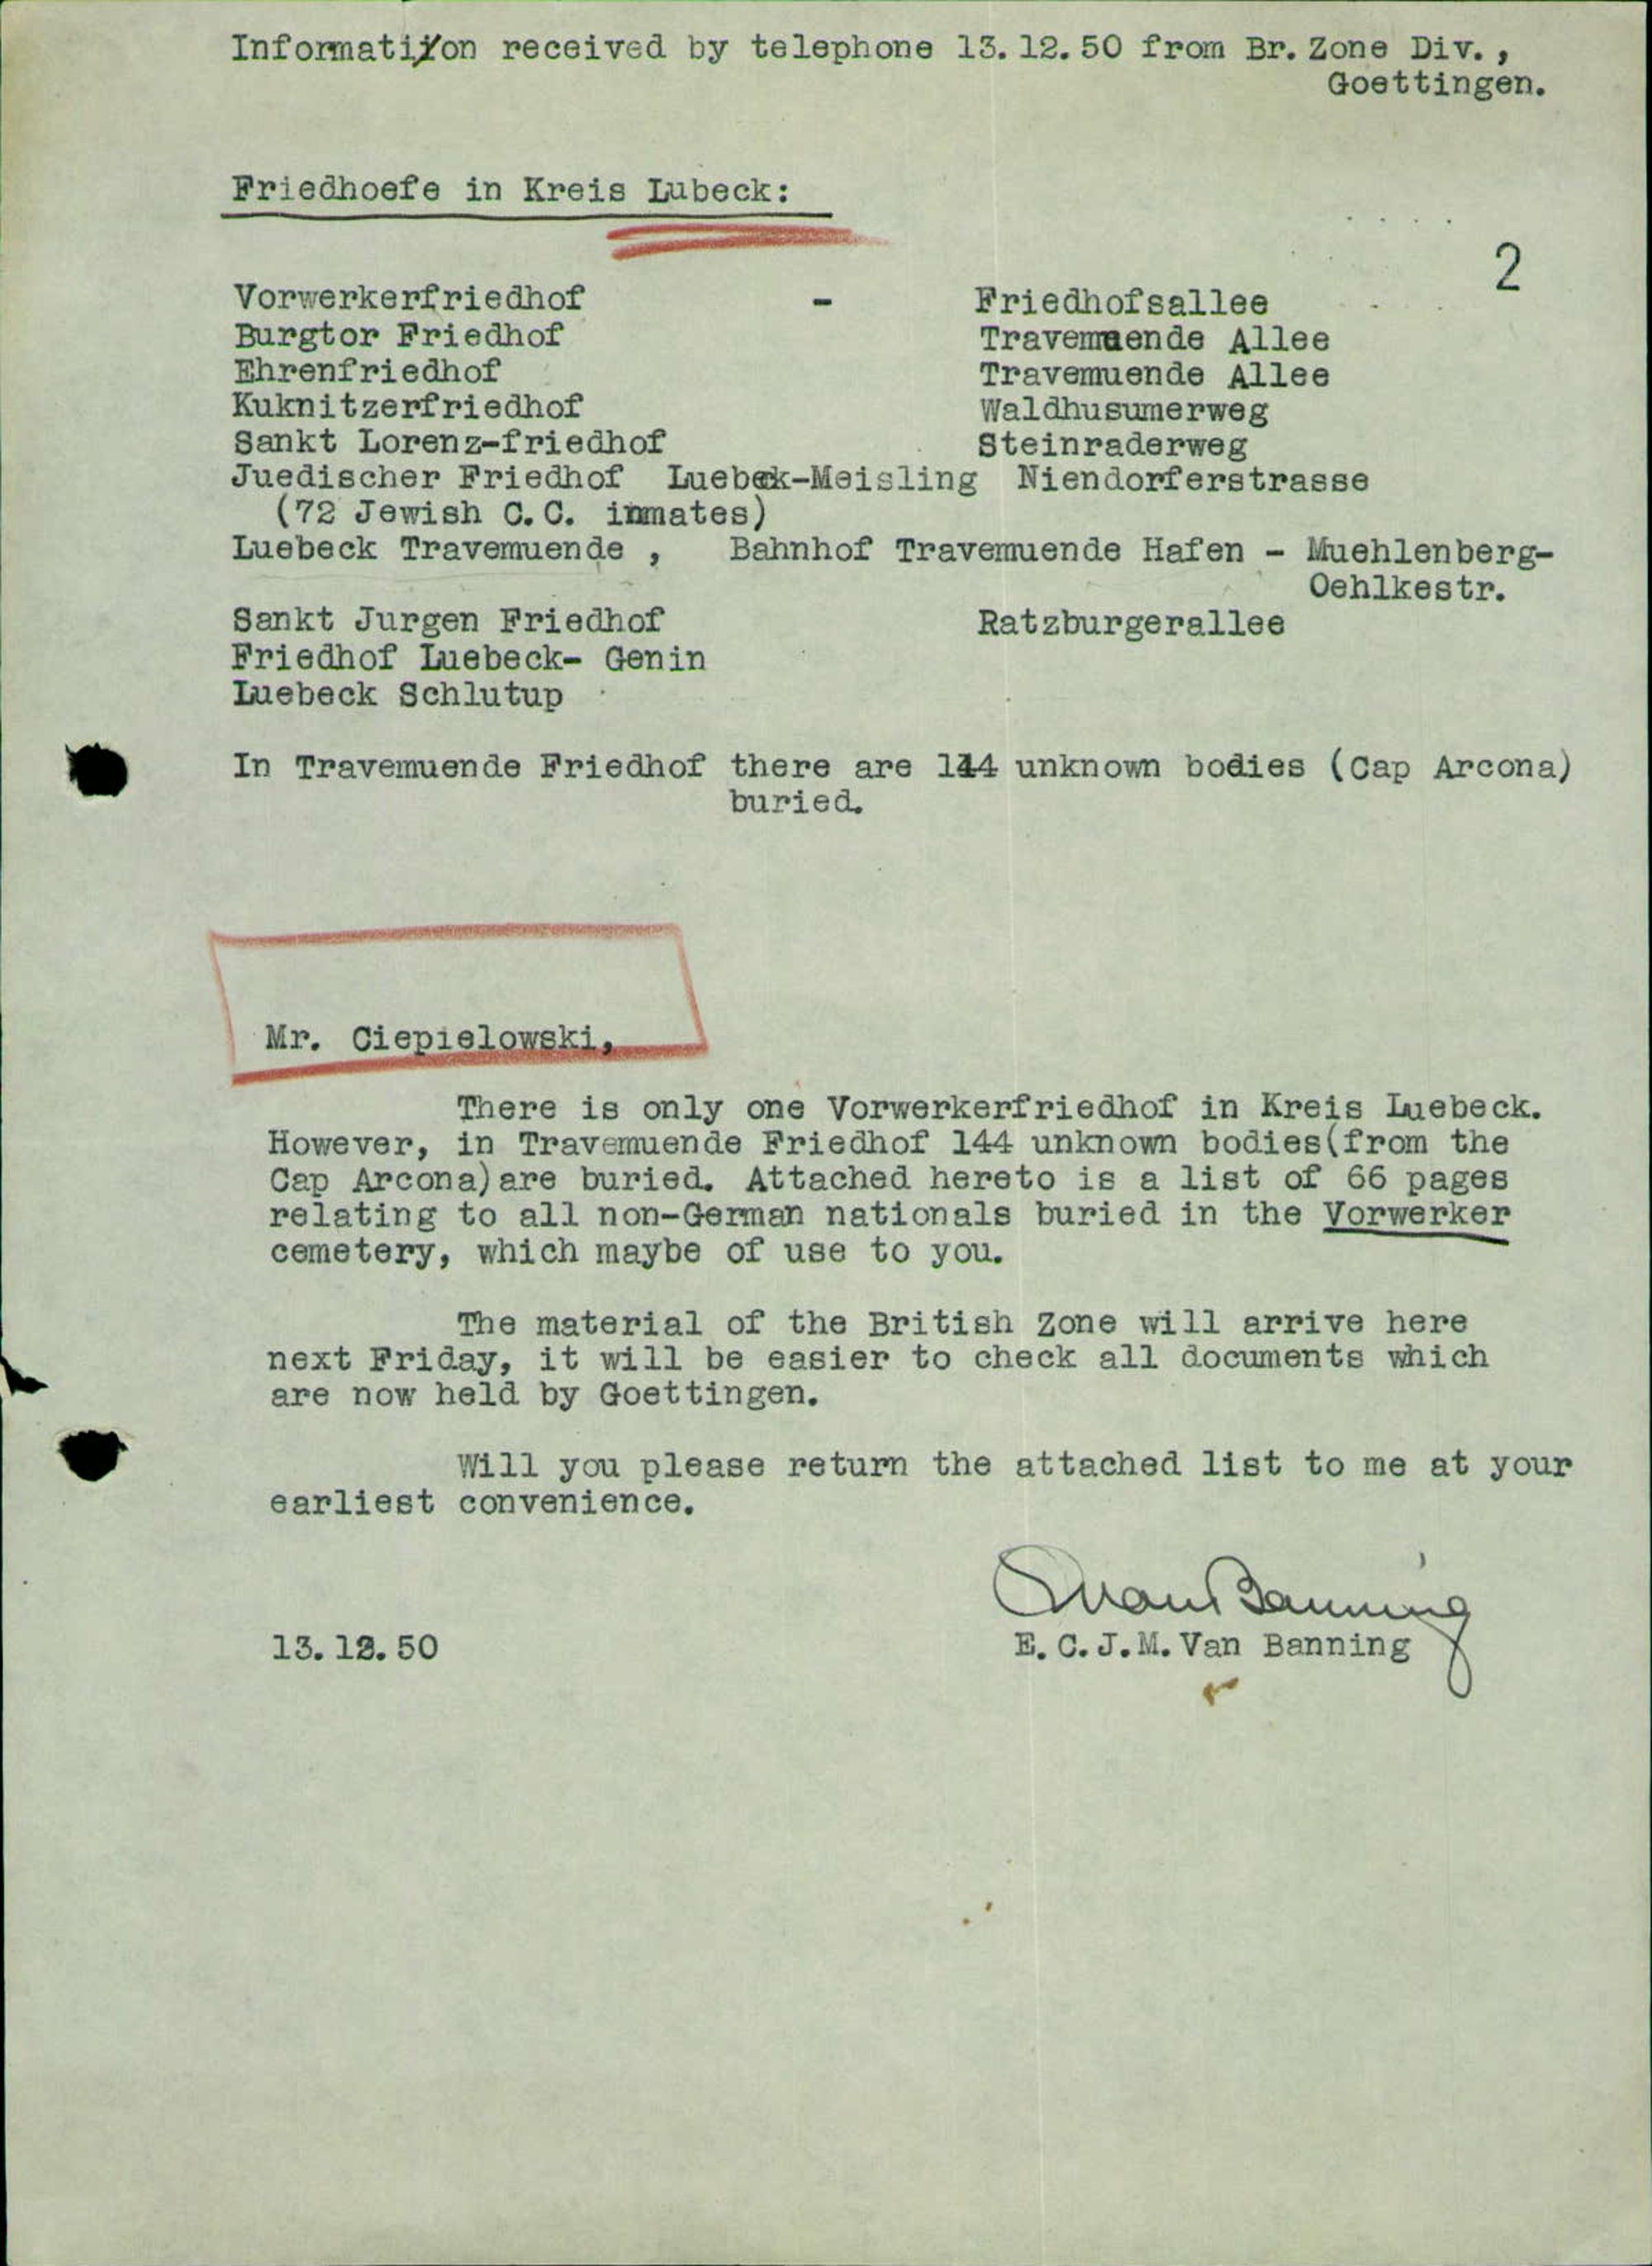 Information received by telephone 13.12.50 from Br. Zone Div.,
Goettingen.
Friedhoefe in Kreis Lubeck:
2
Vorwerkerfriedhof - Friedhofsallee
Burgtor Friedhof Travemuende Allee
Ehrenfriedhof Travemuende Allee
Kuknitzerfriedhof Waldhusumerweg
Sankt Lorenz-friedhof Steinraderweg
Juedischer Friedhof Luebek-Meisling Niendorferstrasse
(72 Jewish C.C. inmates)
Luebeck Travemuende , Bahnhof Travemuende Hafen - Muehlenberg-
Oehlkestr.
Sankt Jurgen Friedhof Ratzburgerallee
Friedhof Luebeck- Genin
Luebeck Schlutup
In Travemuende Friedhof there are 144 unknown bodies (Cap Arcona)
buried.
Mr. Ciepielowski,
There is only one Vorwerkerfriedhof in Kreis Luebeck.
However, in Travemuende Friedhof 144 unknown bodies(from the
Cap Arcona)are buried. Attached hereto is a list of 66 pages
relating to all non-German nationals buried in the Vorwerker
cemetery, which maybe of use to you.
The material of the British Zone will arrive here
next Friday, it will be easier to check all documents which
are now held by Goettingen.
Will you please return the attached list to me at your
earliest convenience.
Van Banning
13.12.50 E.C.J.M. Van Banning